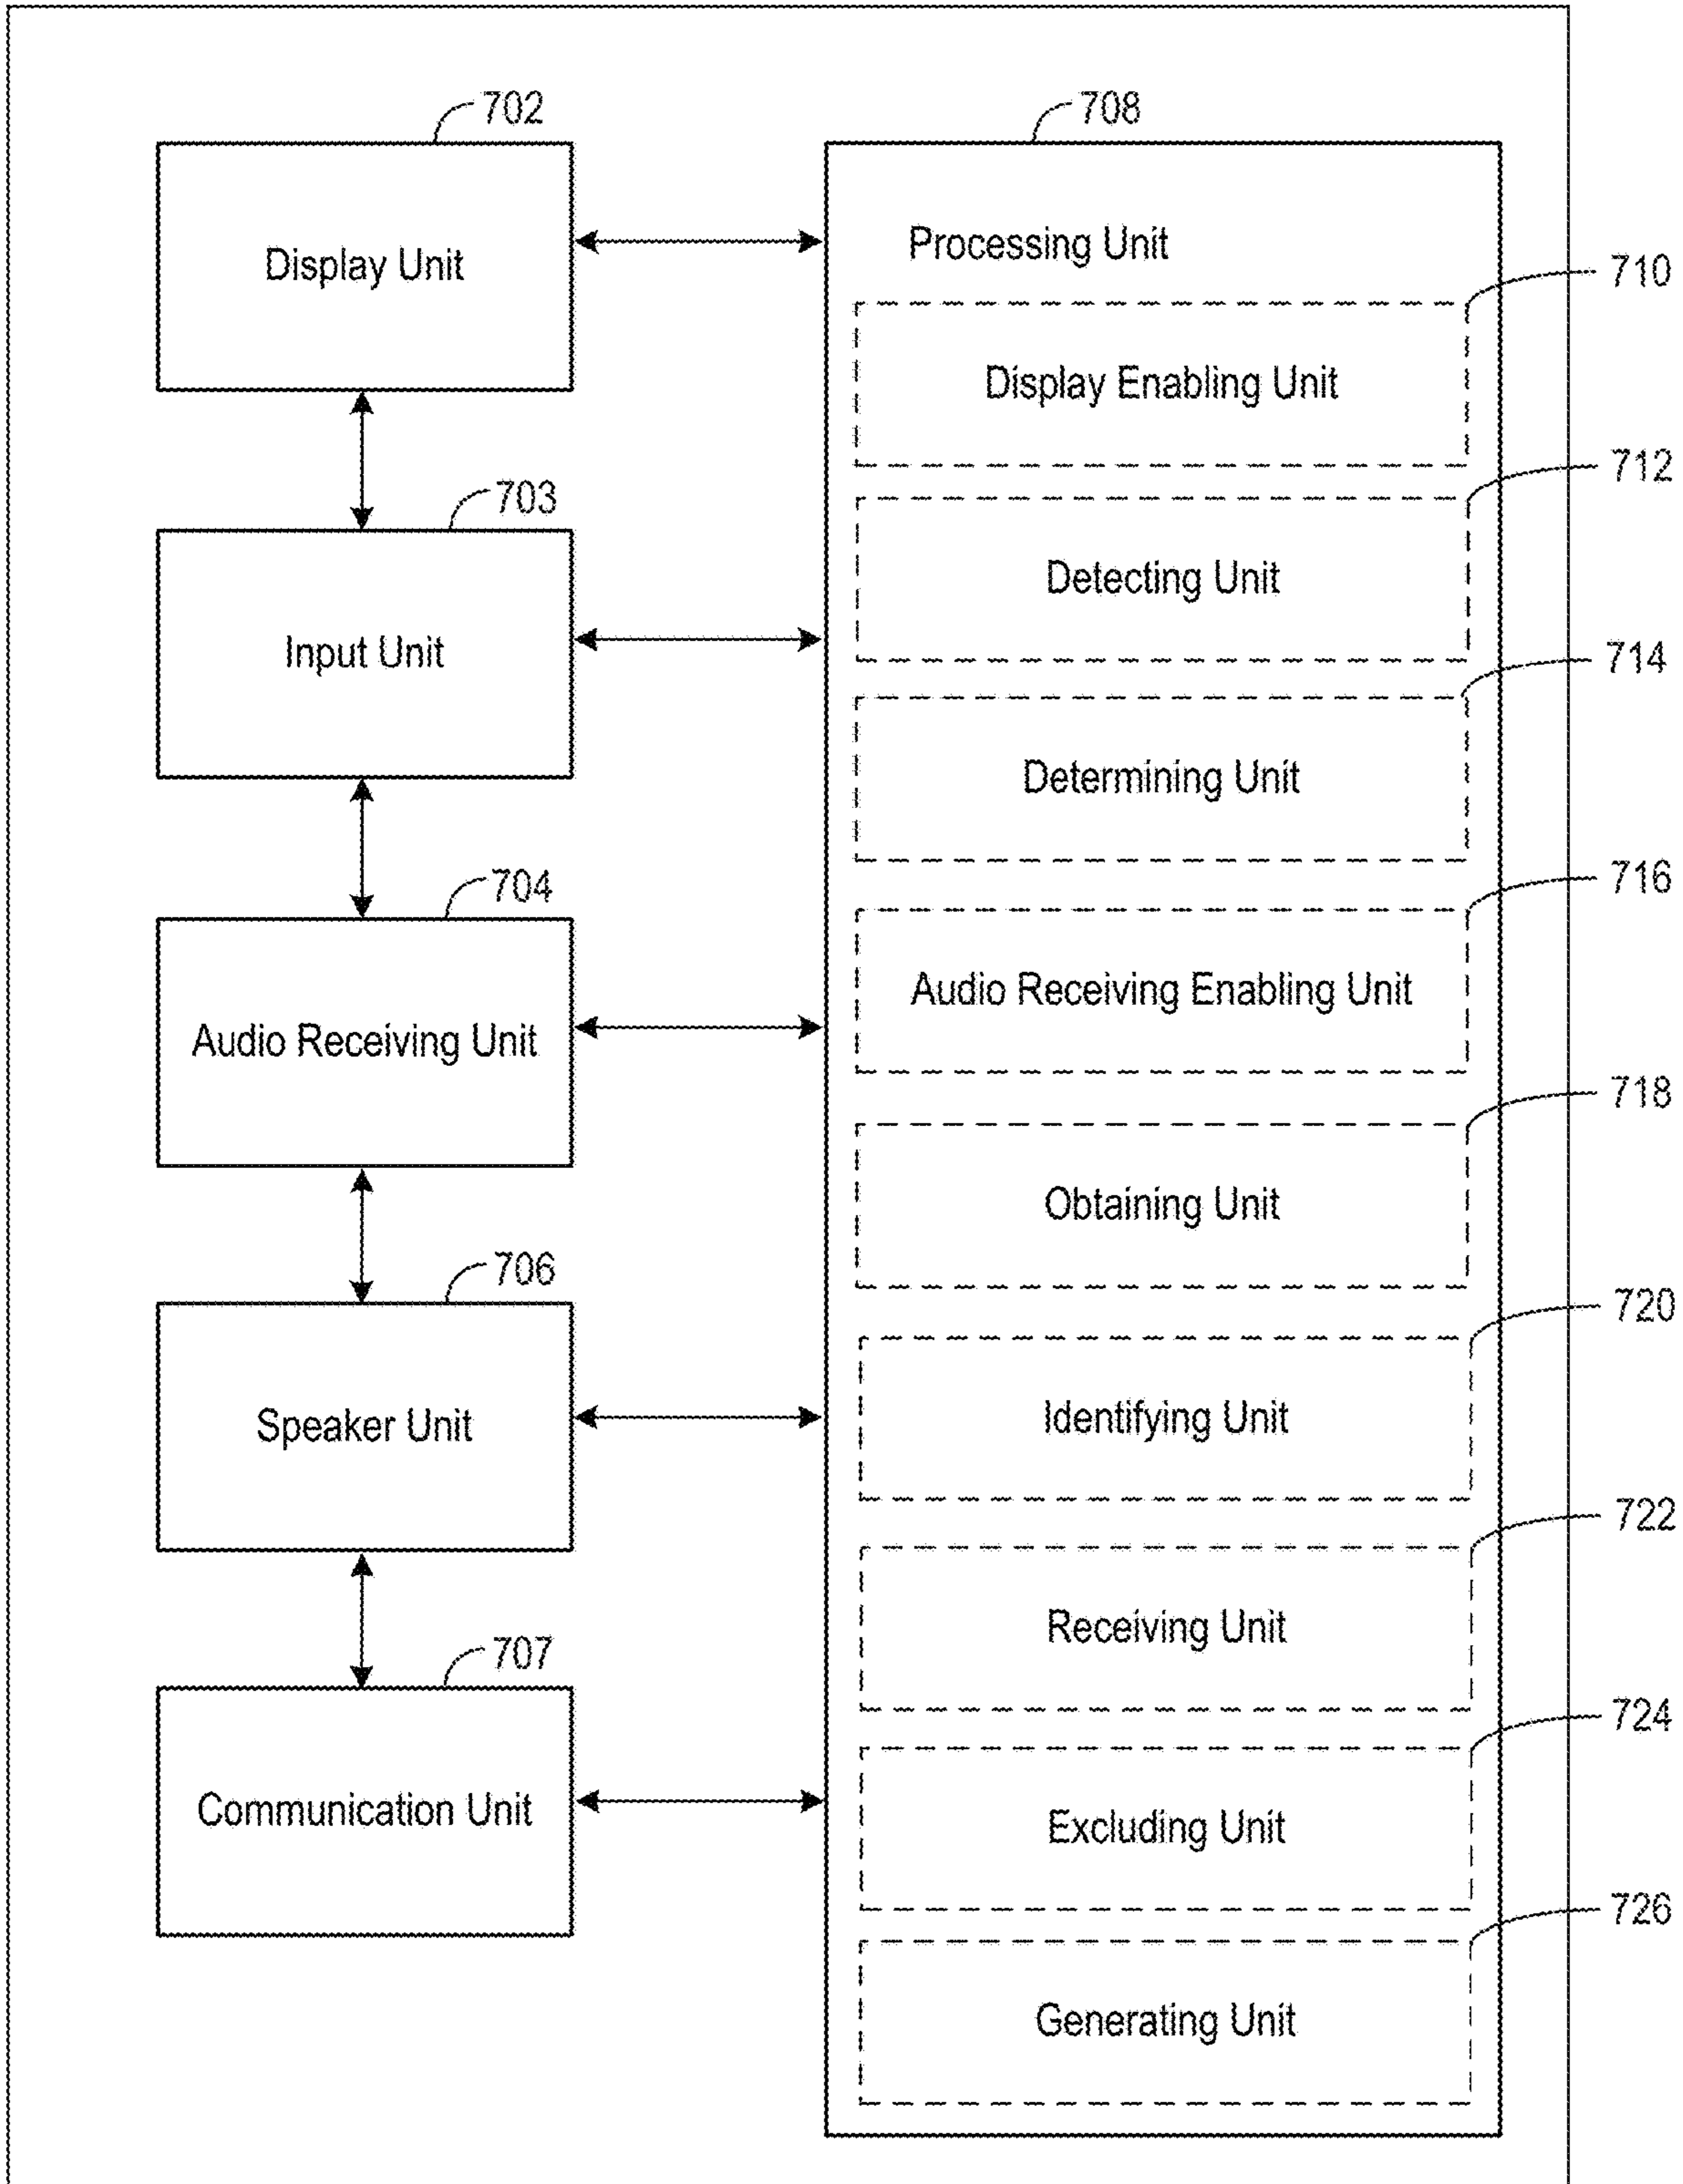 702
Display Unit
703
Input Unit
704
Audio Receiving Unit
706
Speaker Unit
707
Communication Unit
708
Processing Unit
710
Display Enabling Unit
712
Detecting Unit
714
Determining Unit
716
Audio Receiving Enabling Unit
718
Obtaining Unit
720
Identifying Unit
722
Receiving Unit
724
Excluding Unit
726
Generating Unit